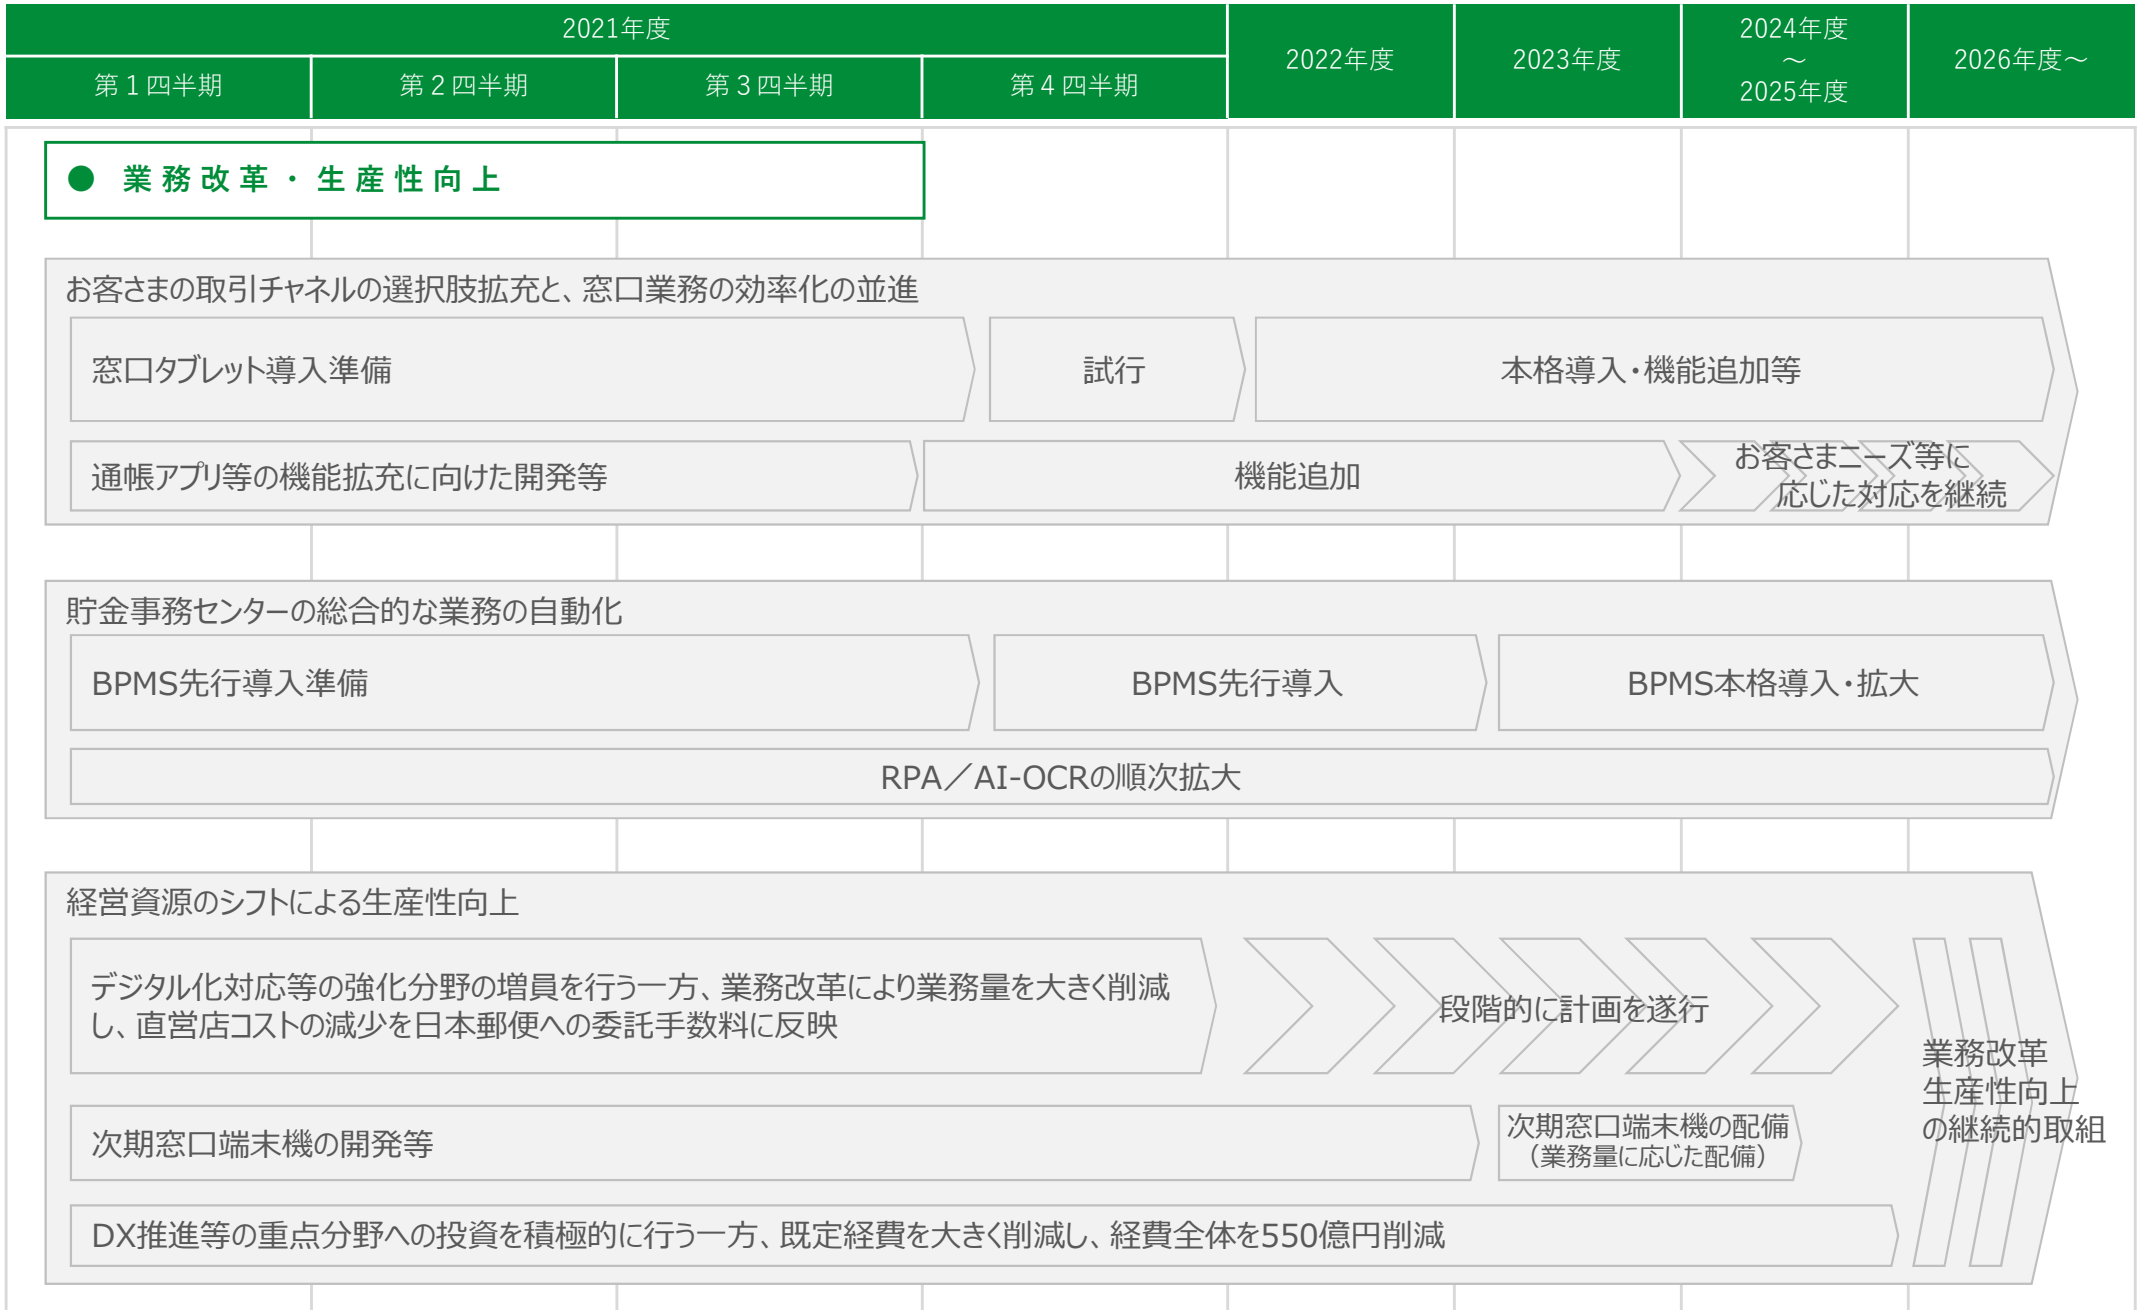 2021年度
2022年度
2023年度
2024年度
～
2025年度
2026年度～
第１四半期
第２四半期
第３四半期
第４四半期
● 業務改革・生産性向上
お客さまの取引チャネルの選択肢拡充と、窓口業務の効率化の並進
窓口タブレット導入準備
試行
本格導入・機能追加等
通帳アプリ等の機能拡充に向けた開発等
機能追加
お客さまニーズ等に
応じた対応を継続
貯金事務センターの総合的な業務の自動化
BPMS先行導入準備
BPMS先行導入
BPMS本格導入・拡大
RPA／AI-OCRの順次拡大
経営資源のシフトによる生産性向上
デジタル化対応等の強化分野の増員を行う一方、業務改革により業務量を大きく削減
し、直営店コストの減少を日本郵便への委託手数料に反映
段階的に計画を遂行
業務改革
生産性向上
の継続的取組
次期窓口端末機の開発等
次期窓口端末機の配備
（業務量に応じた配備）
DX推進等の重点分野への投資を積極的に行う一方、既定経費を大きく削減し、経費全体を550億円削減